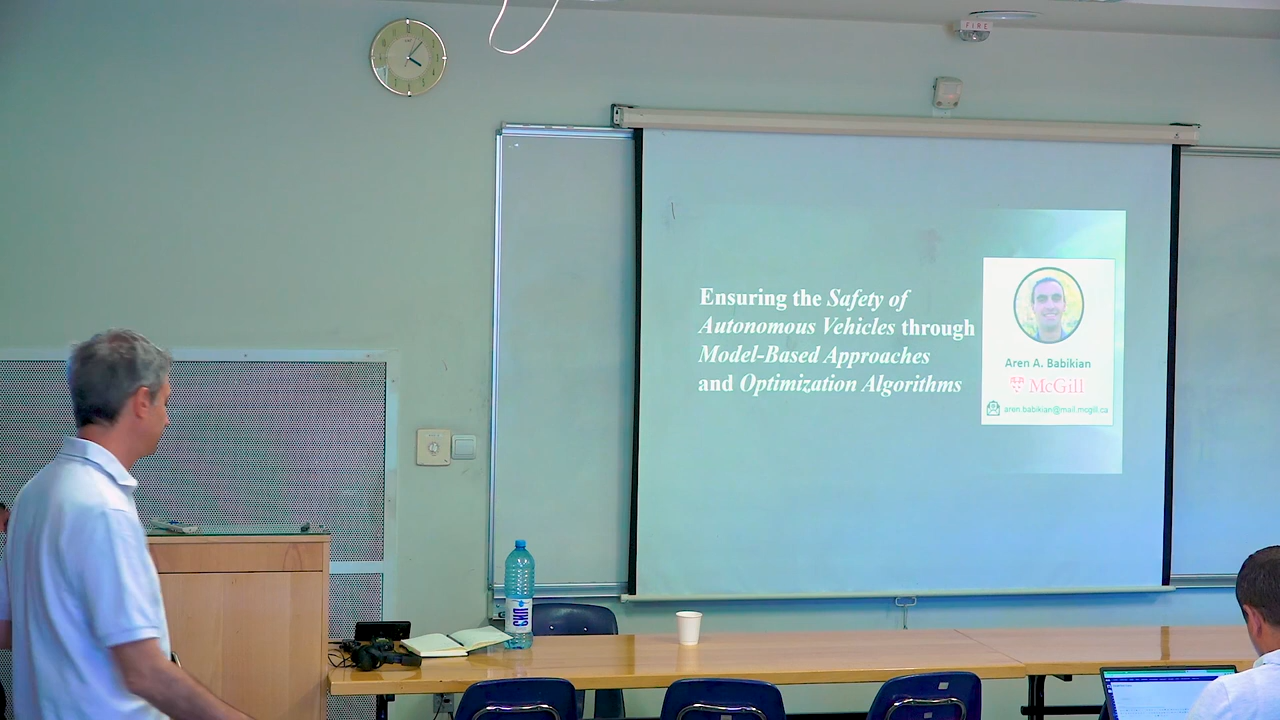 FIRE
Ensuring the Safety of
Autonomous Vehicles through
Model-Based Approaches
and Optimization Algorithms
Aren A. Babikian
McGill
aren.babikian@mail.mcgill.ca